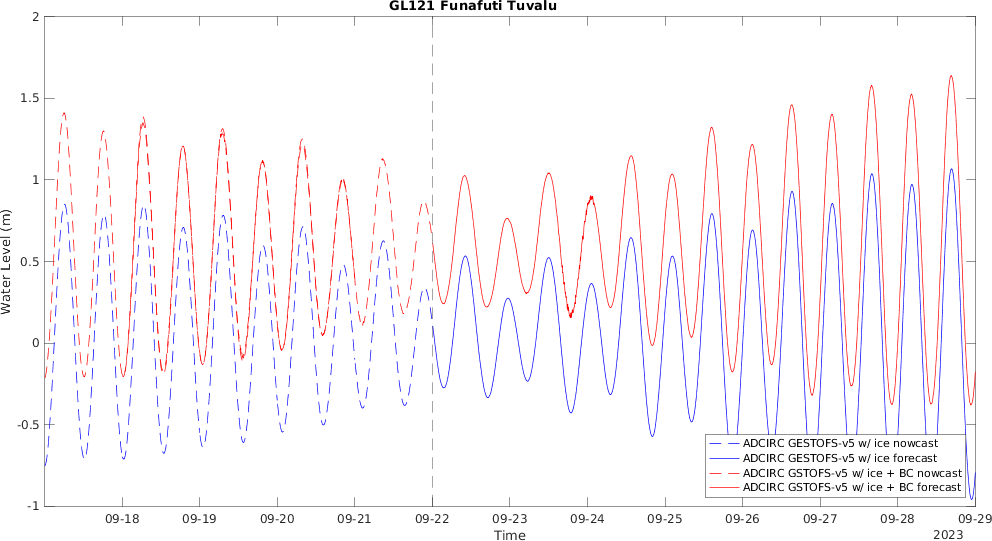 GL121 Funafuti Tuvalu
2
1.5
1
0.5
0
-0.5
-1
Water Level (m)
ADCIRC GESTOFS-v5 w/ ice nowcast
ADCIRC GESTOFS-v5 w/ ice forecast
ADCIRC GSTOFS-v5 w/ ice + BC nowcast
ADCIRC GSTOFS-v5 w/ ice + BC forecast
09-18 09-19 09-20 09-21 09-22 09-23 09-24 09-25 09-26 09-27 09-28 09-29
Time
2023